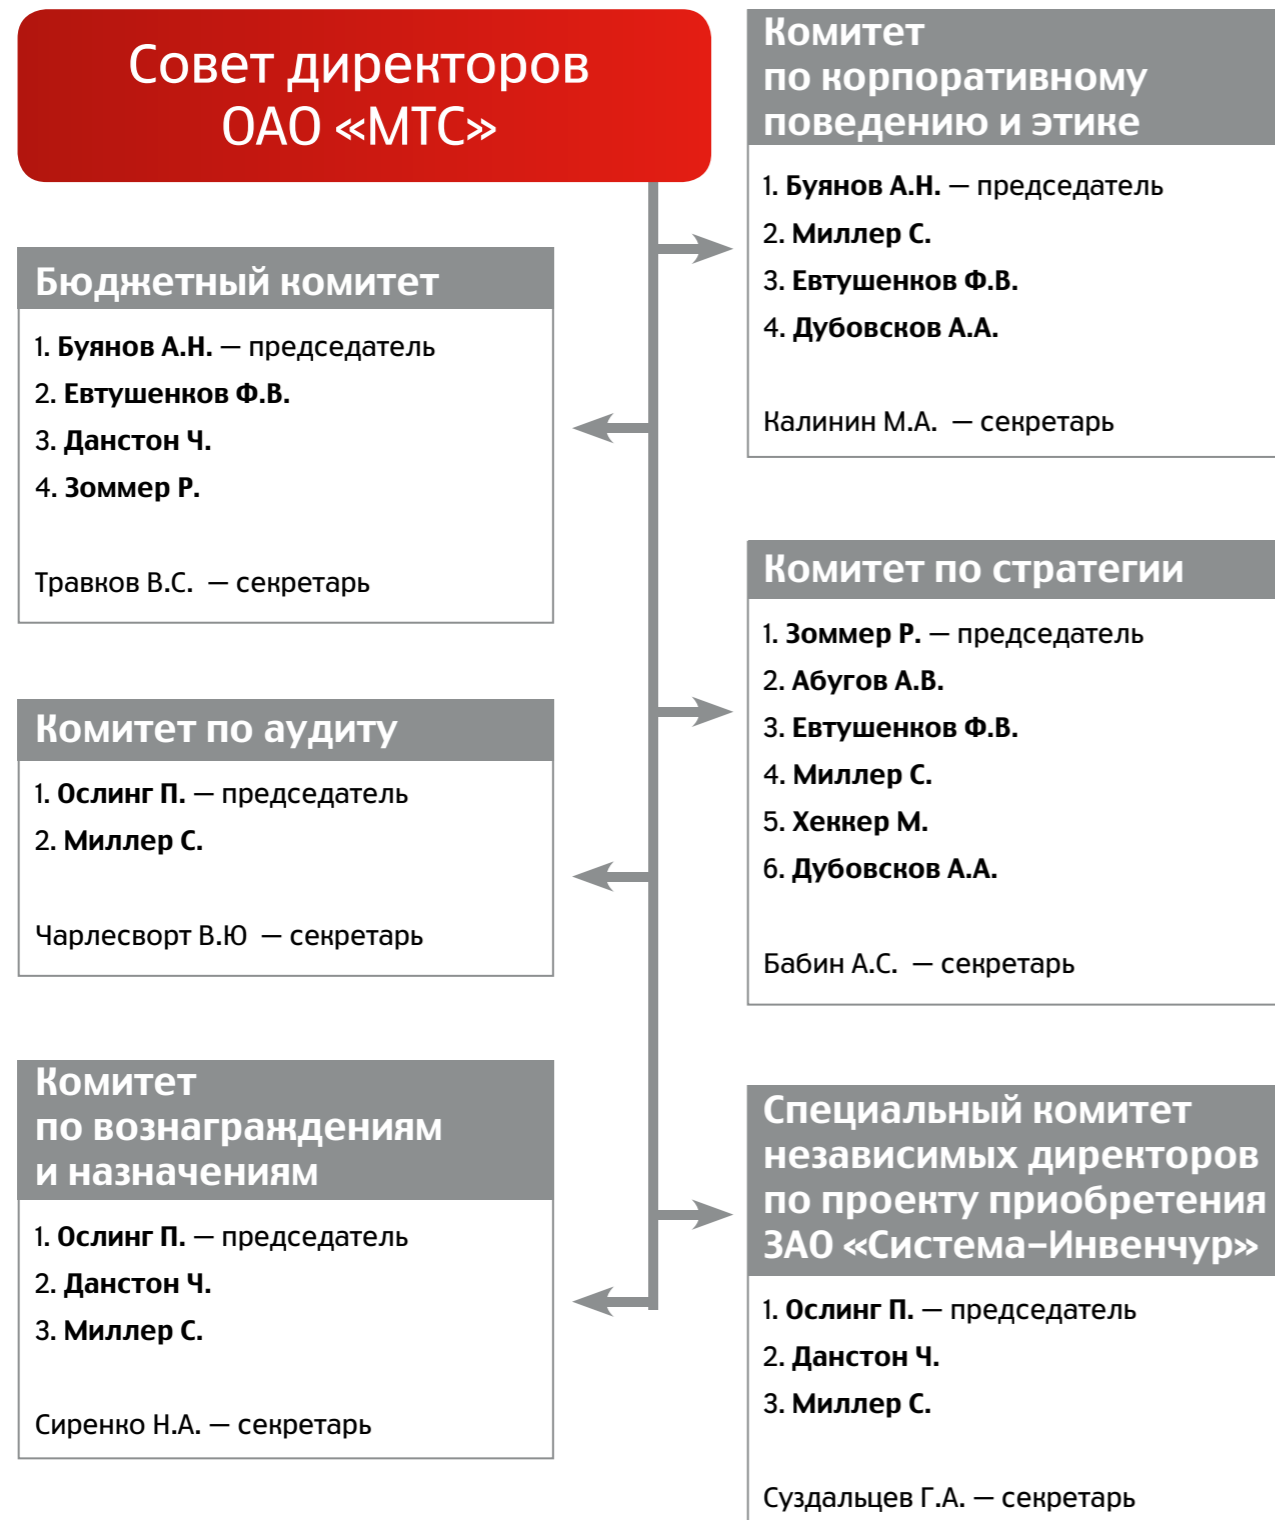 Совет директоров
ОАО «МТС»
Бюджетный комитет
1. Буянов А.Н. — председатель
2. Евтушенков Ф.В.
3. Данстон Ч.
4. Зоммер Р.
Травков В.С. — секретарь
Комитет по аудиту
1. Ослинг П. — председатель
2. Миллер С.
Чарлесворт В.Ю — секретарь
Комитет
по вознаграждениям
и назначениям
1. Ослинг П. — председатель
2. Данстон Ч.
3. Миллер С.
Сиренко Н.А. — секретарь
Комитет
по корпоративному
поведению и этике
1. Буянов А.Н. — председатель
2. Миллер С.
3. Евтушенков Ф.В.
4. Дубовсков А.А.
Калинин М.А. — секретарь
Комитет по стратегии
1. Зоммер Р. — председатель
2. Абугов А.В.
3. Евтушенков Ф.В.
4. Миллер С.
5. Хеккер М.
6. Дубовсков А.А.
Бабин А.С. — секретарь
Специальный комитет
независимых директоров
по проекту приобретения
ЗАО «Система-Инвенчур»
1. Ослинг П. — председатель
2. Данстон Ч.
3. Миллер С.
Суздальцев Г.А. — секретарь